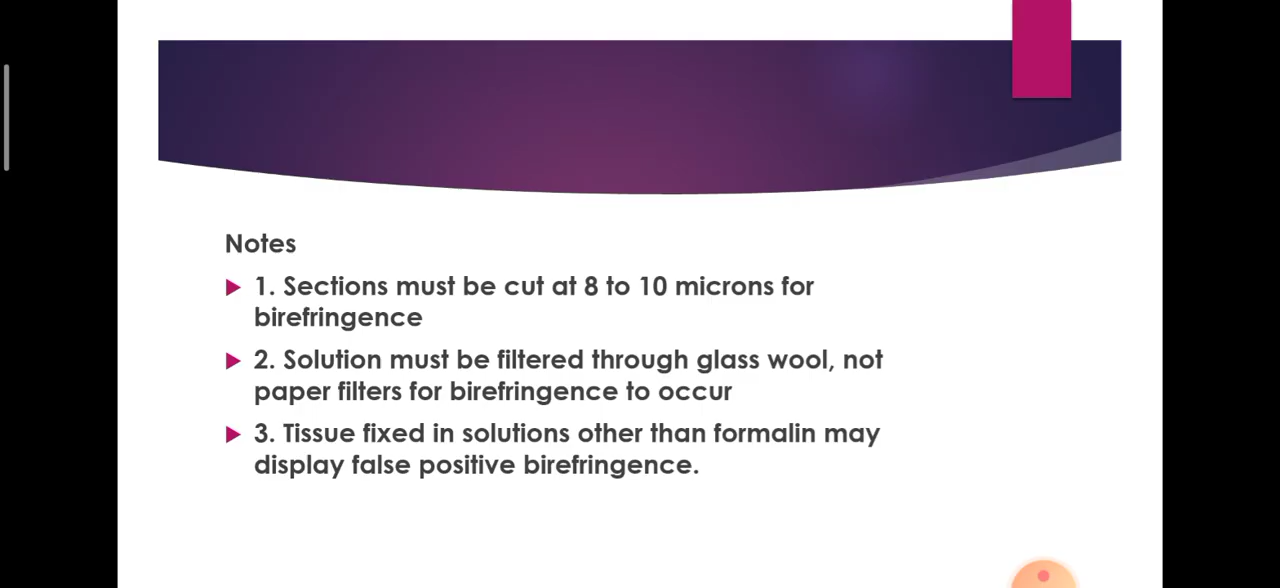 Notes
1. Sections must be cut at 8 to 10 microns for
birefringence
2. Solution must be filtered through glass wool, not
paper filters for birefringence to occur
3. Tissue fixed in solutions other than formalin may
display false positive birefringence.